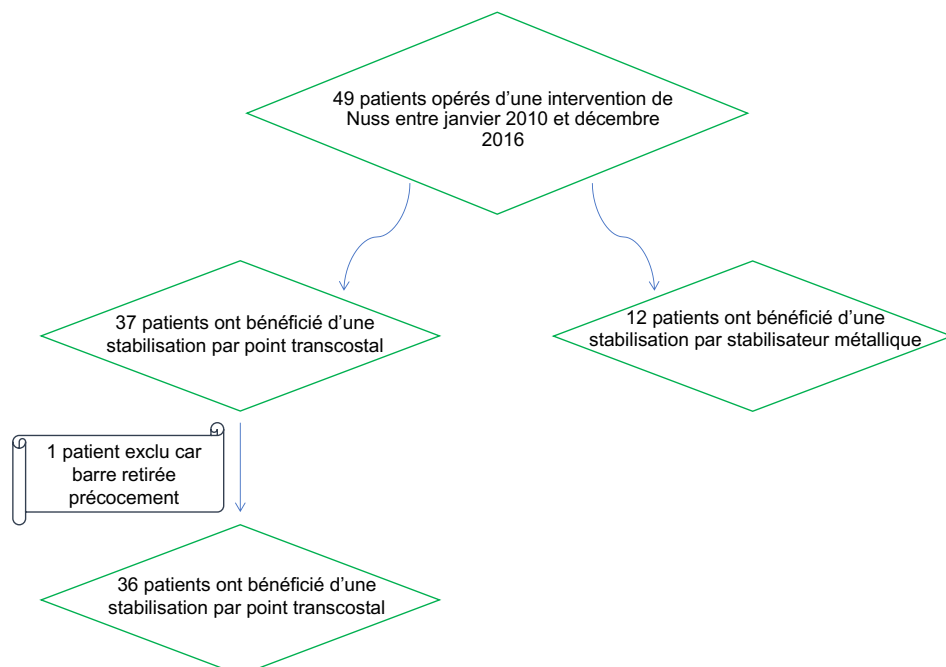 49 patients opérés d’une intervention de
Nuss entre janvier 2010 et décembre
2016
37 patients ont bénéficié d’une
stabilisation par point transcostal
12 patients ont bénéficié d’une
stabilisation par stabilisateur métallique
1 patient exclu car
barre retirée
précocement
36 patients ont bénéficié d’une
stabilisation par point transcostal